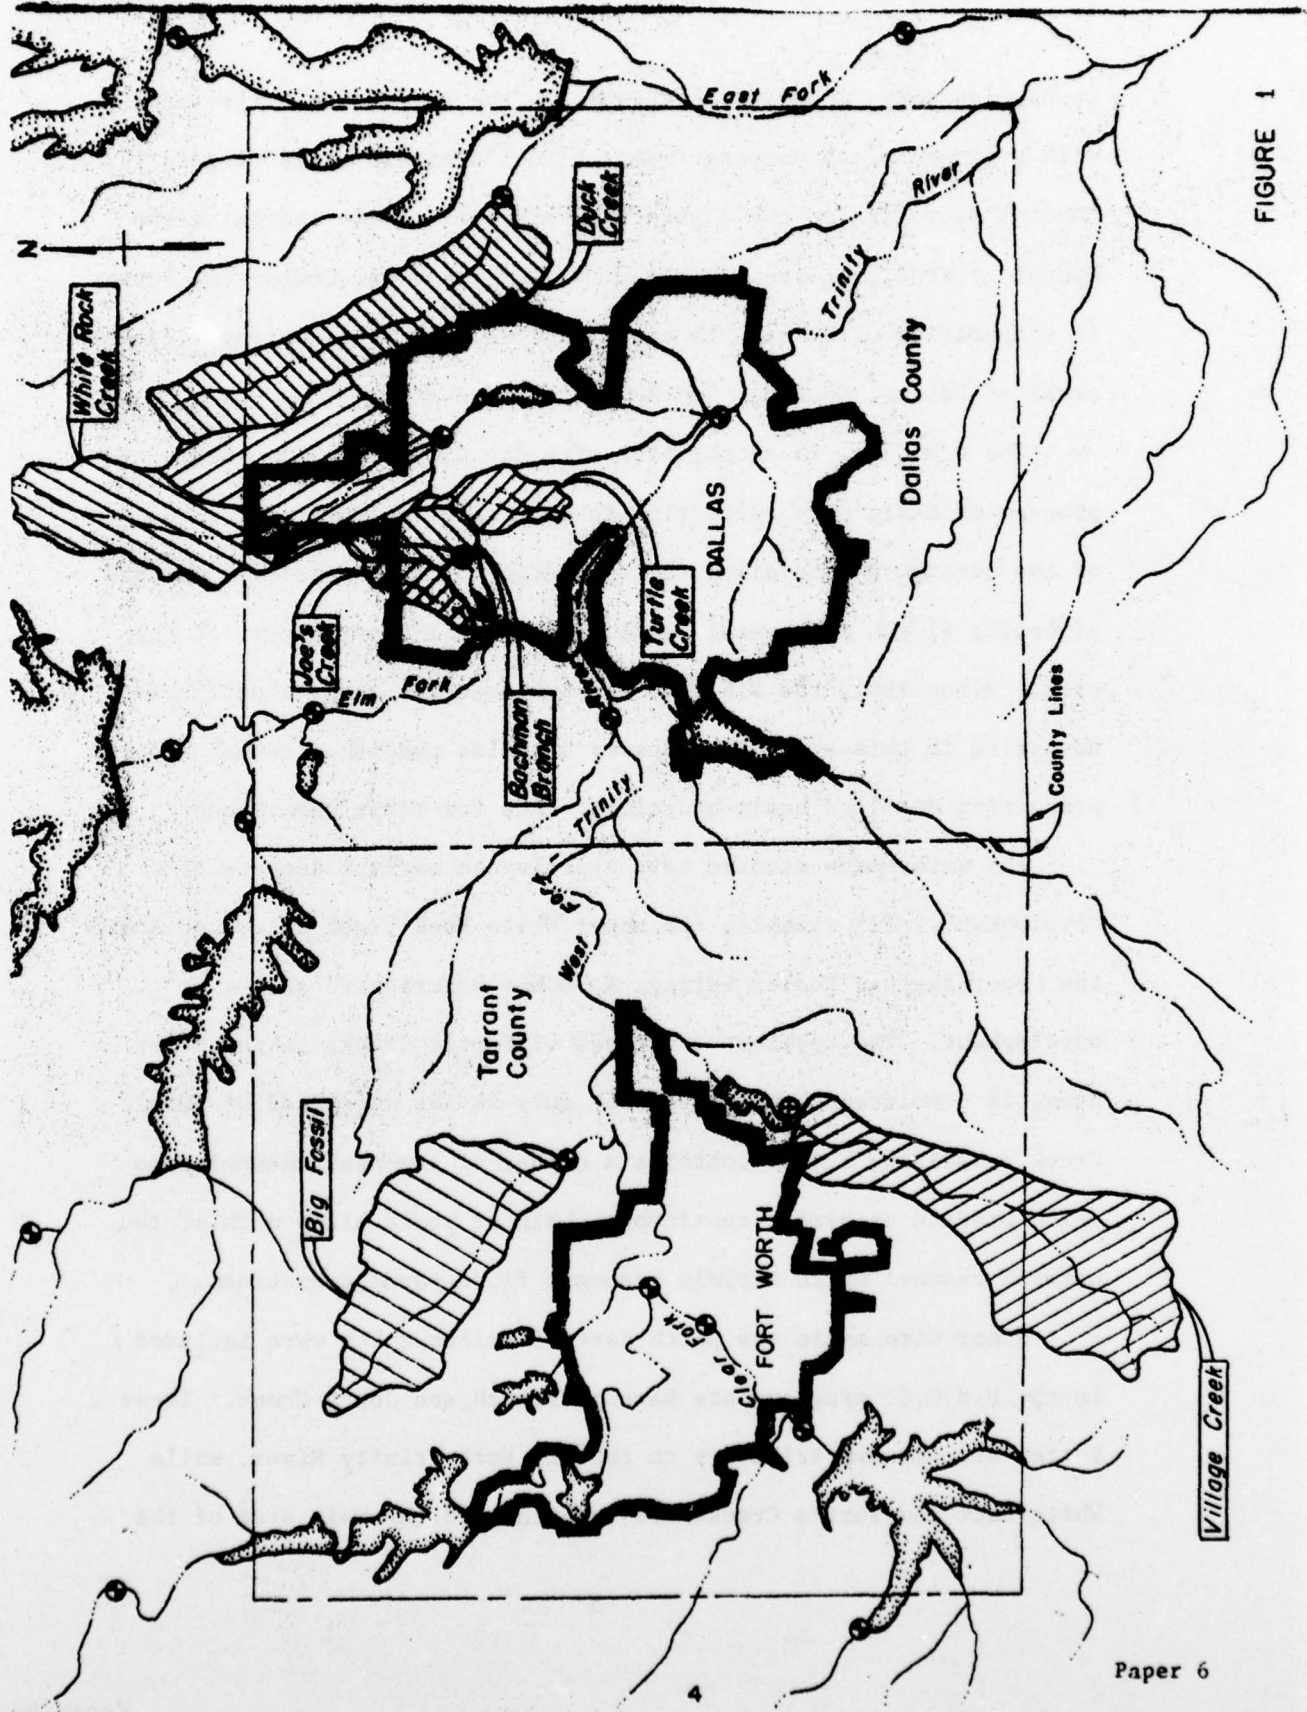 East Fork
N
White Rock
Creek
Duck
Creek
River
Trinity
FIGURE 1
Dallas County
DALLAS
Turtle
Creek
Joe's
Creek
Elm Fork
Bachman
Branch
River
Trinity
County Lines
West Fork
Tarrant
County
Big Fossil
FORT WORTH
Clear Fork
Village Creek
4
Paper 6